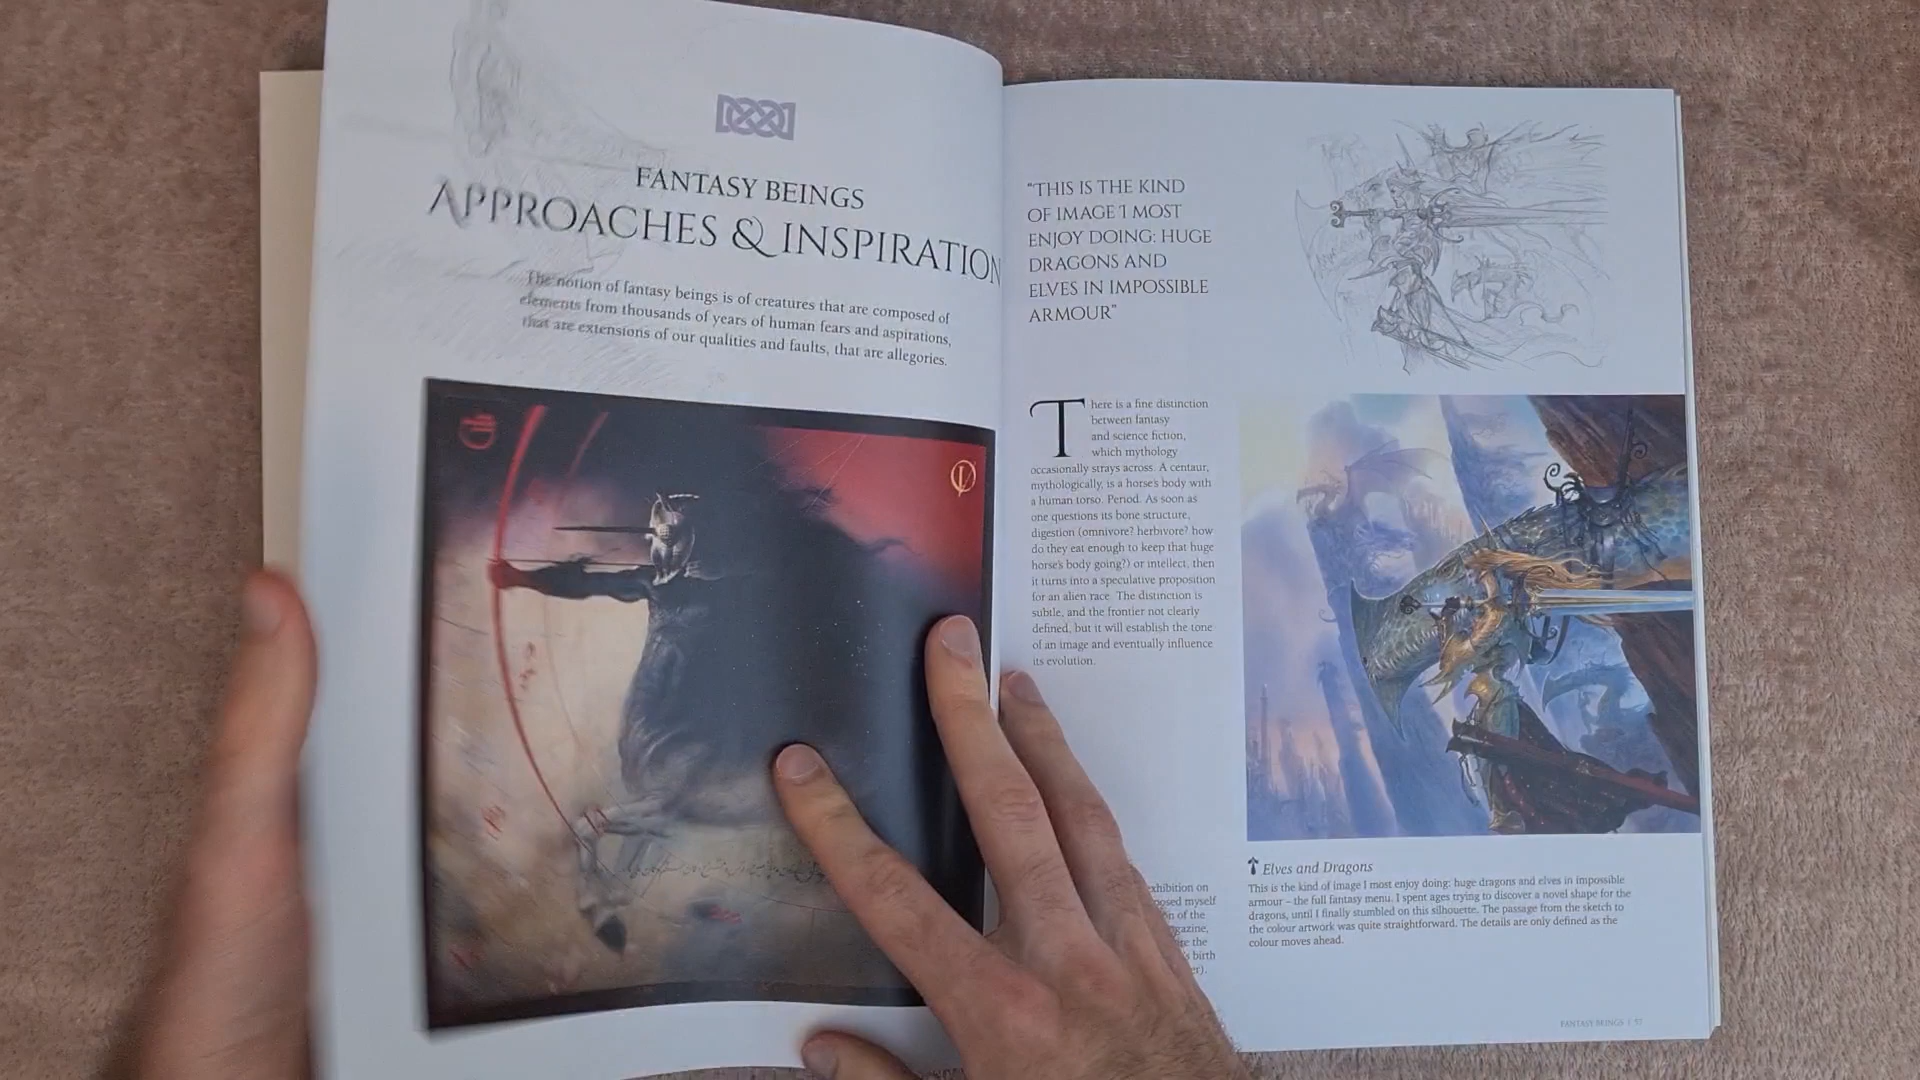 FANTASY BEINGS
APPROACHES & INSPIRATION
The notion of fantasy beings is of creatures that are composed of
elements from thousands of years of human fears and aspirations,
that are extensions of our qualities and faults, that are allegories.
"THIS IS THE KIND
OF IMAGE I MOST
ENJOY DOING: HUGE
DRAGONS AND
ELVES IN IMPOSSIBLE
ARMOUR"
There is a fine distinction
between fantasy
and science fiction,
which mythology
occasionally strays across. A centaur,
mythologically, is a horse's body with
a human torso. Period. As soon as
one questions its bone structure,
digestion (omnivore? herbivore? how
do they eat enough to keep that huge
horse's body going?) or intellect, then
it turns into a speculative proposition
for an alien race. The distinction is
subtle, and the frontier not clearly
defined, but it will establish the tone
of an image and eventually influence
its evolution.
exhibition on
myself
of the
the
birth
Elves and Dragons
This is the kind of image I most enjoy doing: huge dragons and elves in impossible
armour – the full fantasy menu. I spent ages trying to discover a novel shape for the
dragons, until I finally stumbled on this silhouette. The passage from the sketch to
the colour artwork was quite straightforward. The details are only defined as the
colour moves ahead.
FANTASY BEINGS | 57